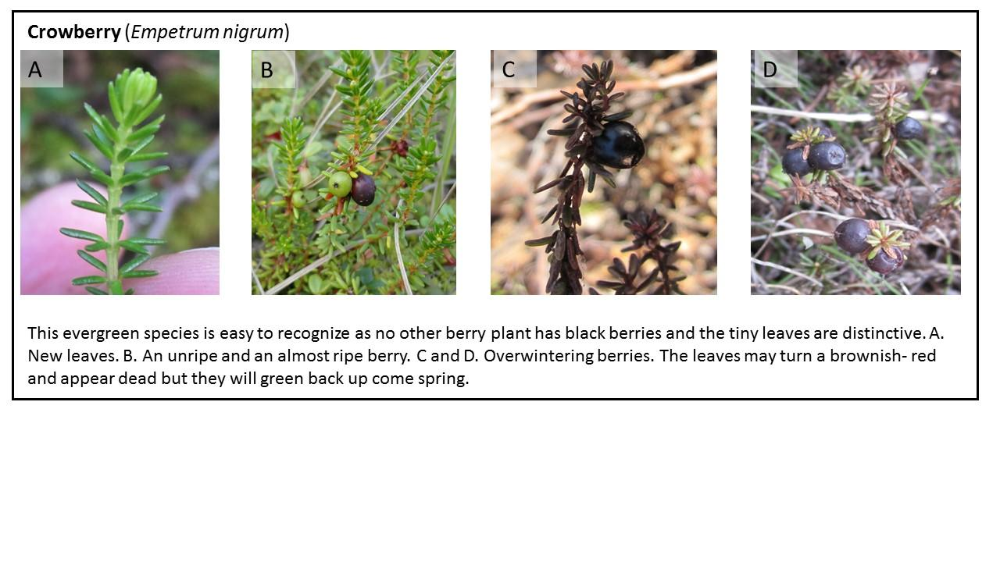 Crowberry (Empetrum nigrum)
A
B
C
D
This evergreen species is easy to recognize as no other berry plant has black berries and the tiny leaves are distinctive. A.
New leaves. B. An unripe and an almost ripe berry. C and D. Overwintering berries. The leaves may turn a brownish- red
and appear dead but they will green back up come spring.